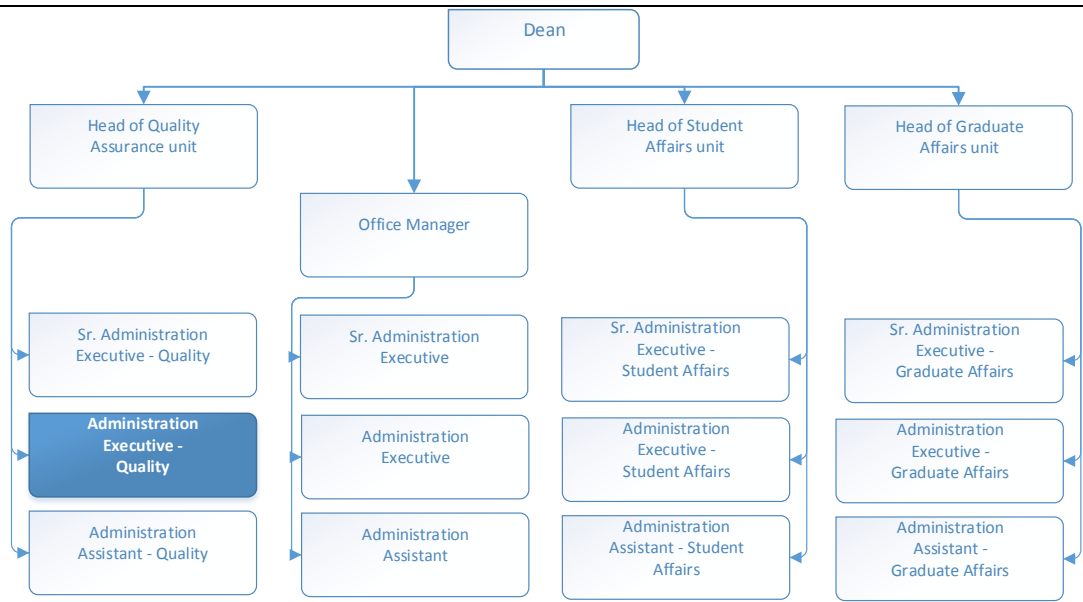 Dean
Head of Quality
Assurance unit
Head of Student
Affairs unit
Head of Graduate
Affairs unit
Office Manager
Sr. Administration
Executive - Quality
Sr. Administration
Executive
Sr. Administration
Executive -
Student Affairs
Sr. Administration
Executive -
Graduate Affairs
Administration
Executive -
Quality
Administration
Executive
Administration
Executive -
Student Affairs
Administration
Executive -
Graduate Affairs
Administration
Assistant - Quality
Administration
Assistant
Administration
Assistant - Student
Affairs
Administration
Assistant -
Graduate Affairs